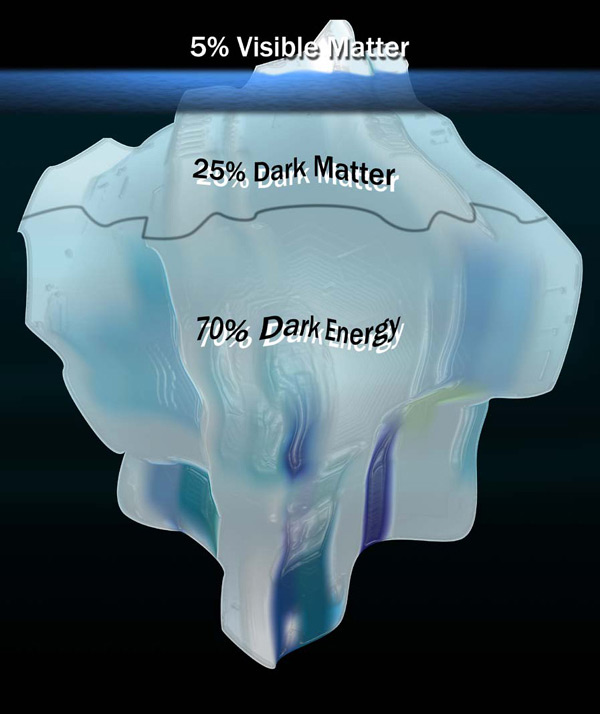 5% Visible Matter
25% Dark Matter
70% Dark Energy